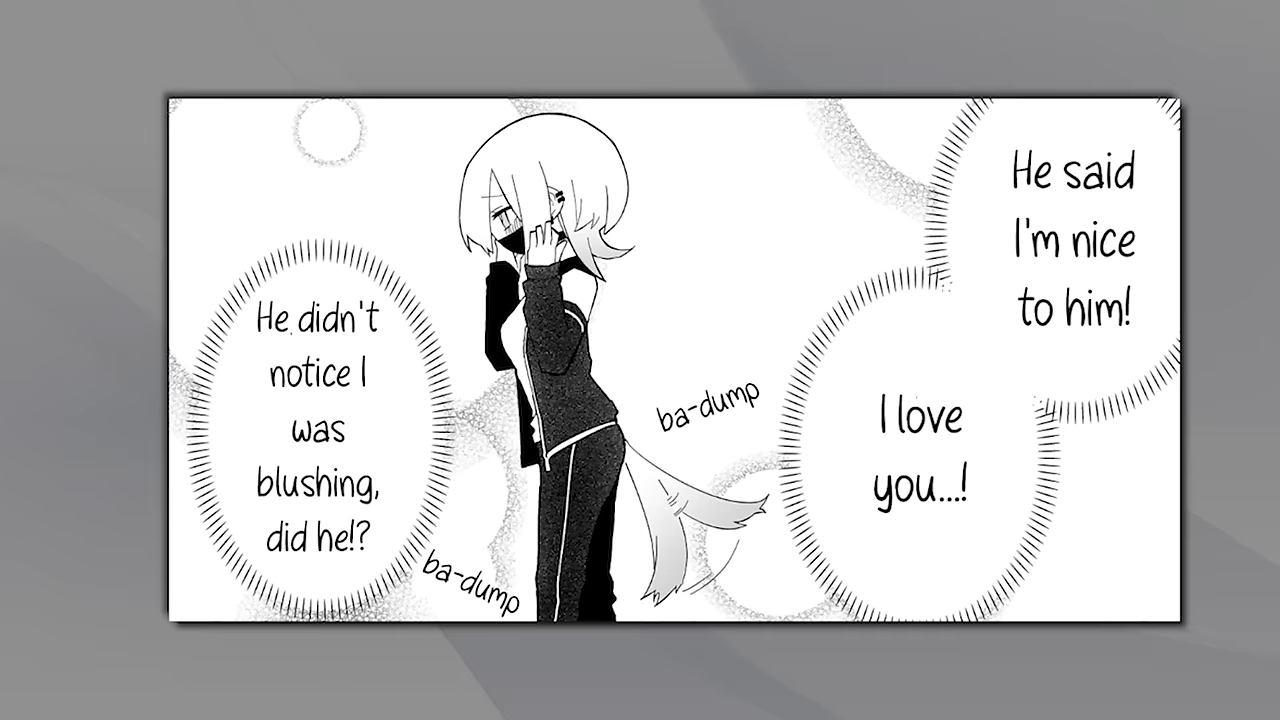 He said
I'm nice
to him!
I love
you...!
ba-dump
He didn't
notice I
was
blushing,
did he!?
ba-dump